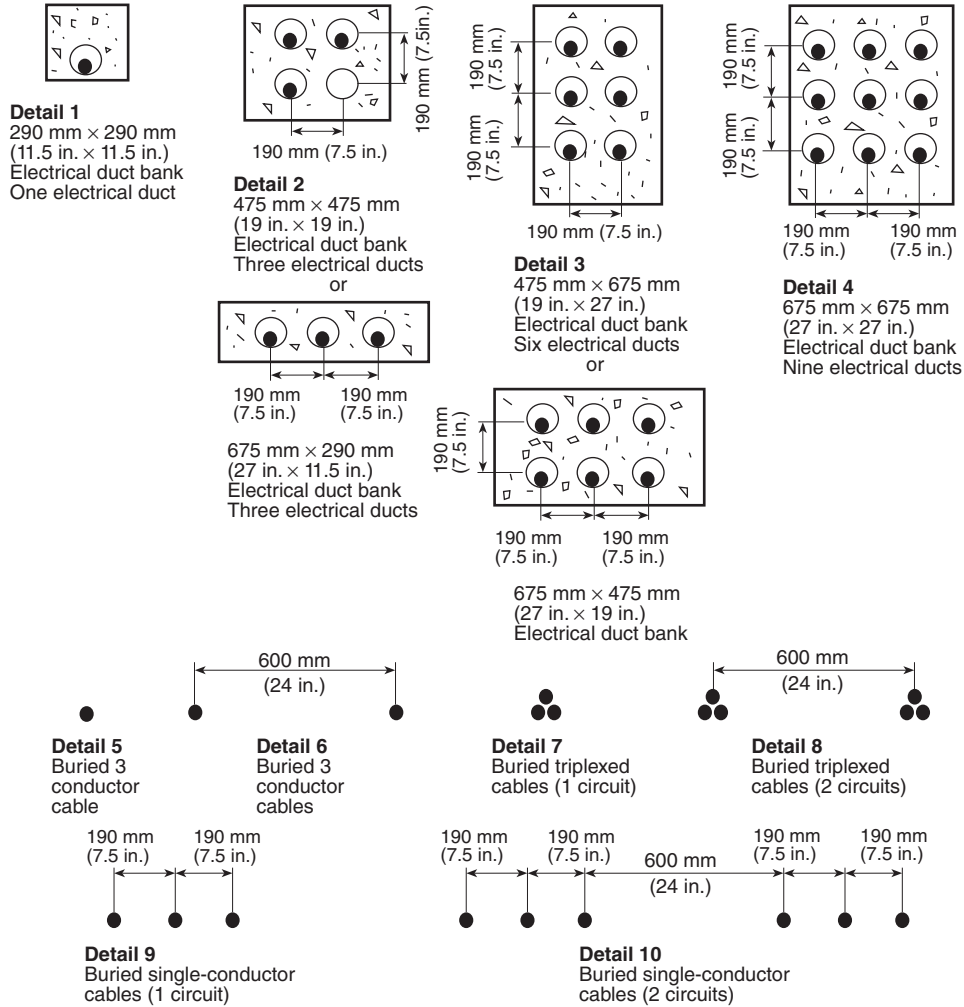 Detail 1
290 mm × 290 mm
(11.5 in. × 11.5 in.)
Electrical duct bank
One electrical duct
190 mm (7.5in.)
190 mm (7.5 in.)
Detail 2
475 mm × 475 mm
(19 in. × 19 in.)
Electrical duct bank
Three electrical ducts
or
190 mm
(7.5 in.)
190 mm
(7.5 in.)
675 mm × 290 mm
(27 in. × 11.5 in.)
Electrical duct bank
Three electrical ducts
190 mm
(7.5 in.)
190 mm
(7.5 in.)
190 mm (7.5 in.)
Detail 3
475 mm × 675 mm
(19 in. × 27 in.)
Electrical duct bank
Six electrical ducts
or
190 mm
(7.5 in.)
190 mm
(7.5 in.)
190 mm
(7.5 in.)
675 mm × 475 mm
(27 in. × 19 in.)
Electrical duct bank
190 mm
(7.5 in.)
190 mm
(7.5 in.)
190 mm
(7.5 in.)
190 mm
(7.5 in.)
Detail 4
675 mm × 675 mm
(27 in. × 27 in.)
Electrical duct bank
Nine electrical ducts
Detail 5
Buried 3
conductor
cable
600 mm
(24 in.)
Detail 6
Buried 3
conductor
cables
Detail 7
Buried triplexed
cables (1 circuit)
600 mm
(24 in.)
Detail 8
Buried triplexed
cables (2 circuits)
190 mm
(7.5 in.)
190 mm
(7.5 in.)
Detail 9
Buried single-conductor
cables (1 circuit)
190 mm
(7.5 in.)
190 mm
(7.5 in.)
600 mm
(24 in.)
190 mm
(7.5 in.)
190 mm
(7.5 in.)
Detail 10
Buried single-conductor
cables (2 circuits)